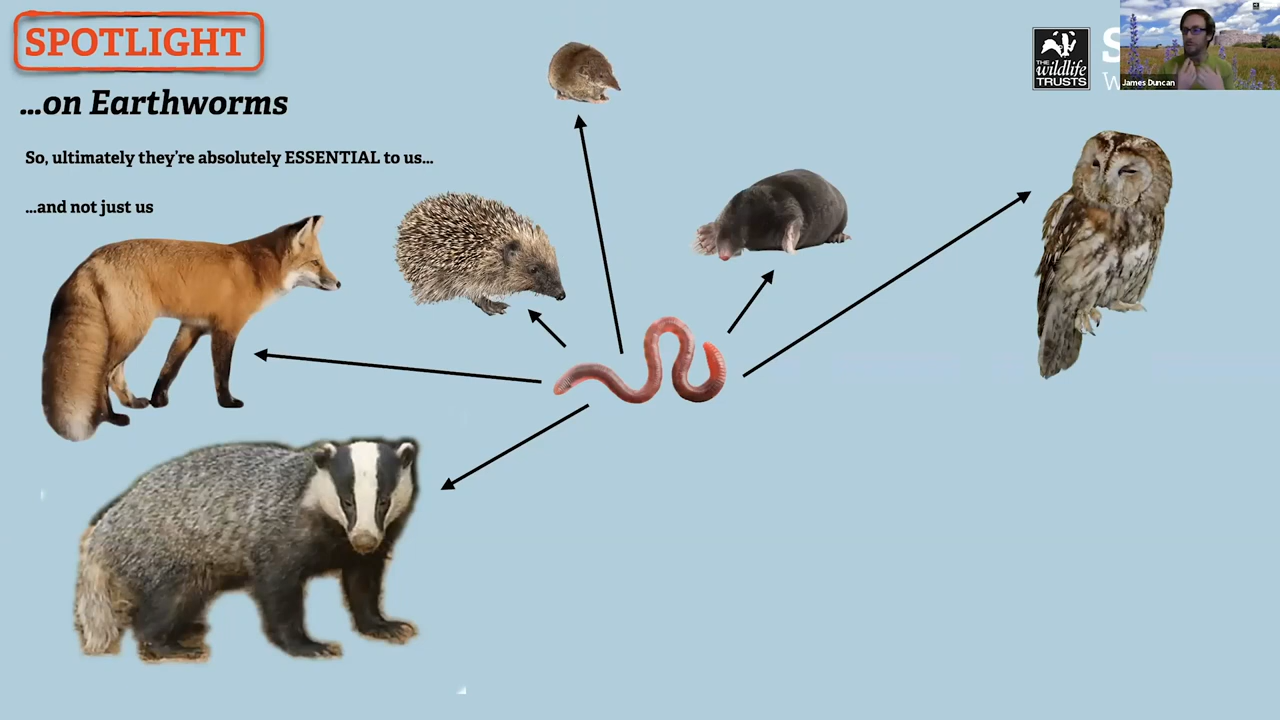 SPOTLIGHT
...on Earthworms
So, ultimately they're absolutely ESSENTIAL to us...
...and not just us
THE
wildlife
TRUSTS
James Duncan